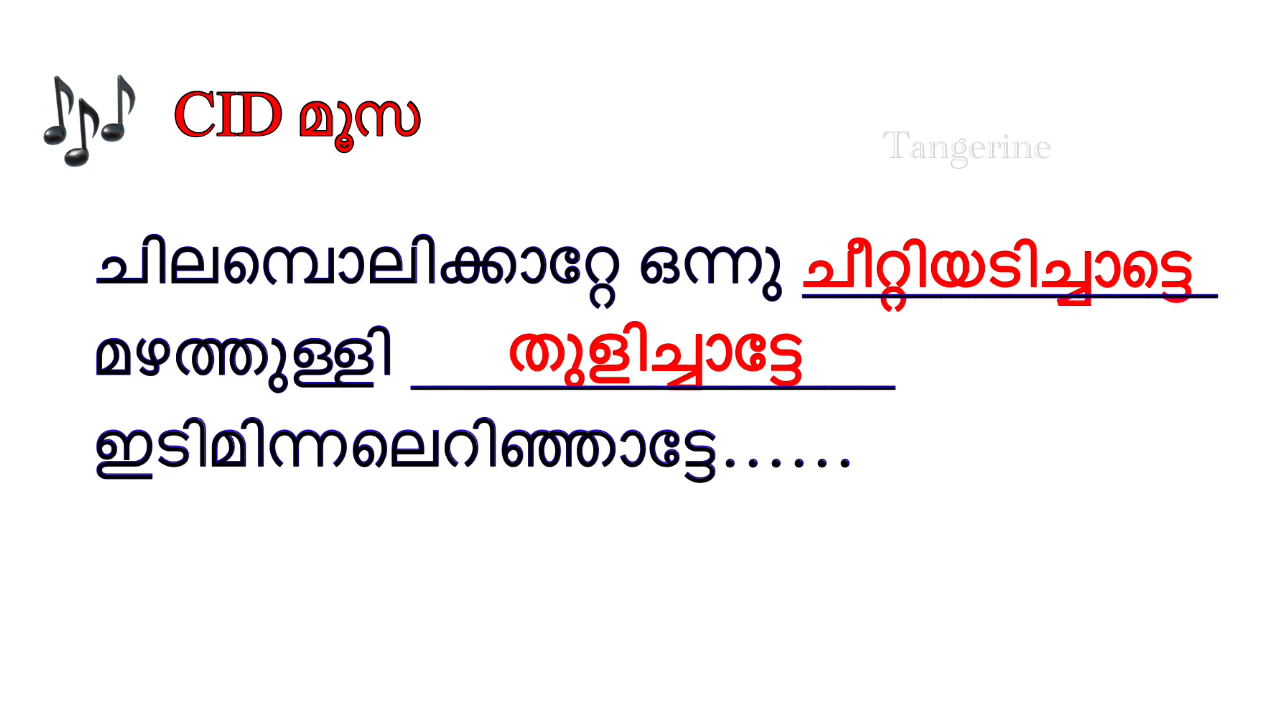 CID മൂസ
Tangerine
ചിലമ്പൊലിക്കാറ്റേ ഒന്നു ചീറ്റിയടിച്ചാട്ടെ
മഴത്തുള്ളി തുളിച്ചാട്ടേ
ഇടിമിന്നലെറിഞ്ഞാട്ടേ......